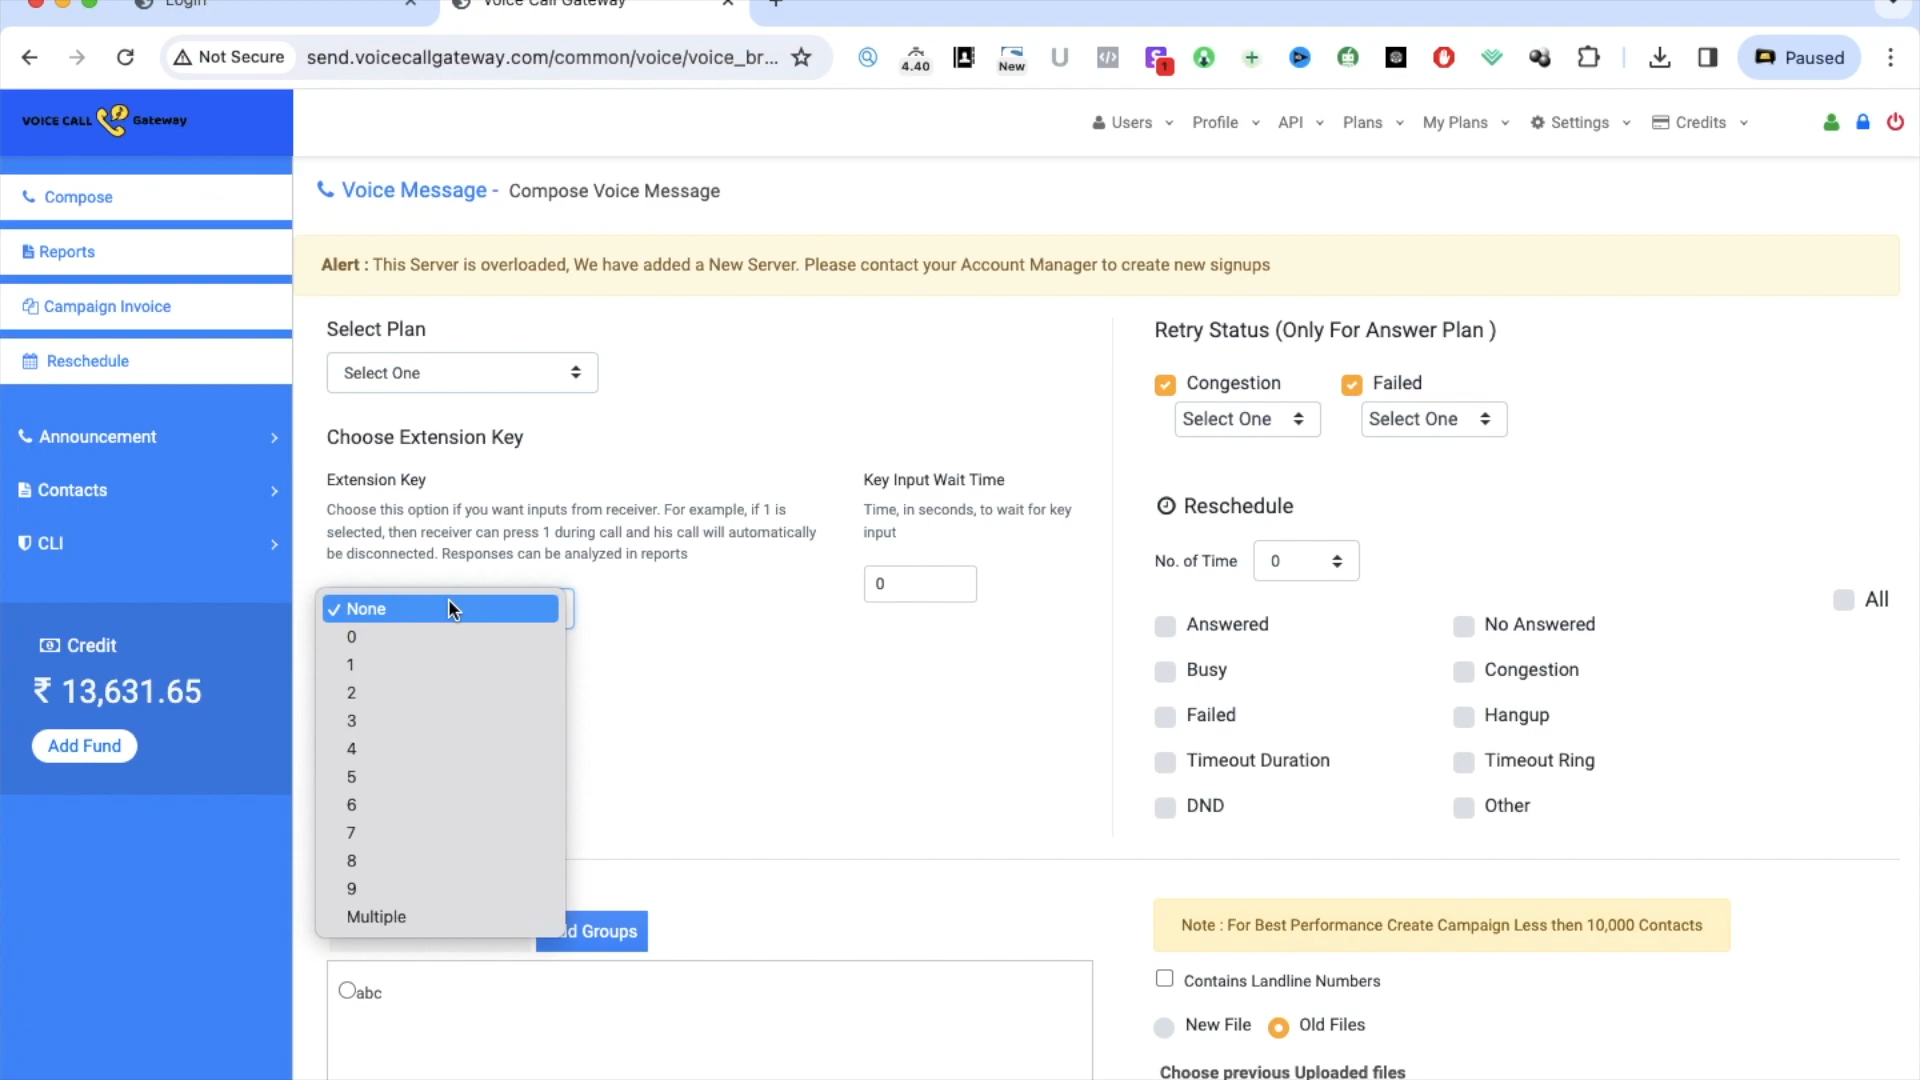 Login
Voice Call Gateway
Not Secure
send.voicecallgateway.com/common/voice/voice_br...
4.40
New
1
Paused
VOICE CALL Gateway
Users
Profile
API
Plans
My Plans
Settings
Credits
Compose
Reports
Campaign Invoice
Reschedule
Announcement
Contacts
CLI
Credit
₹ 13,631.65
Add Fund
Voice Message - Compose Voice Message
Alert : This Server is overloaded, We have added a New Server. Please contact your Account Manager to create new signups
Select Plan
Select One
Choose Extension Key
Extension Key
Choose this option if you want inputs from receiver. For example, if 1 is
selected, then receiver can press 1 during call and his call will automatically
be disconnected. Responses can be analyzed in reports
Key Input Wait Time
Time, in seconds, to wait for key
input
0
None
0
1
2
3
4
5
6
7
8
9
Multiple
d Groups
abc
Retry Status (Only For Answer Plan )
Congestion
Failed
Select One
Select One
Reschedule
No. of Time
0
All
Answered
No Answered
Busy
Congestion
Failed
Hangup
Timeout Duration
Timeout Ring
DND
Other
Note : For Best Performance Create Campaign Less then 10,000 Contacts
Contains Landline Numbers
New File
Old Files
Choose previous Uploaded files